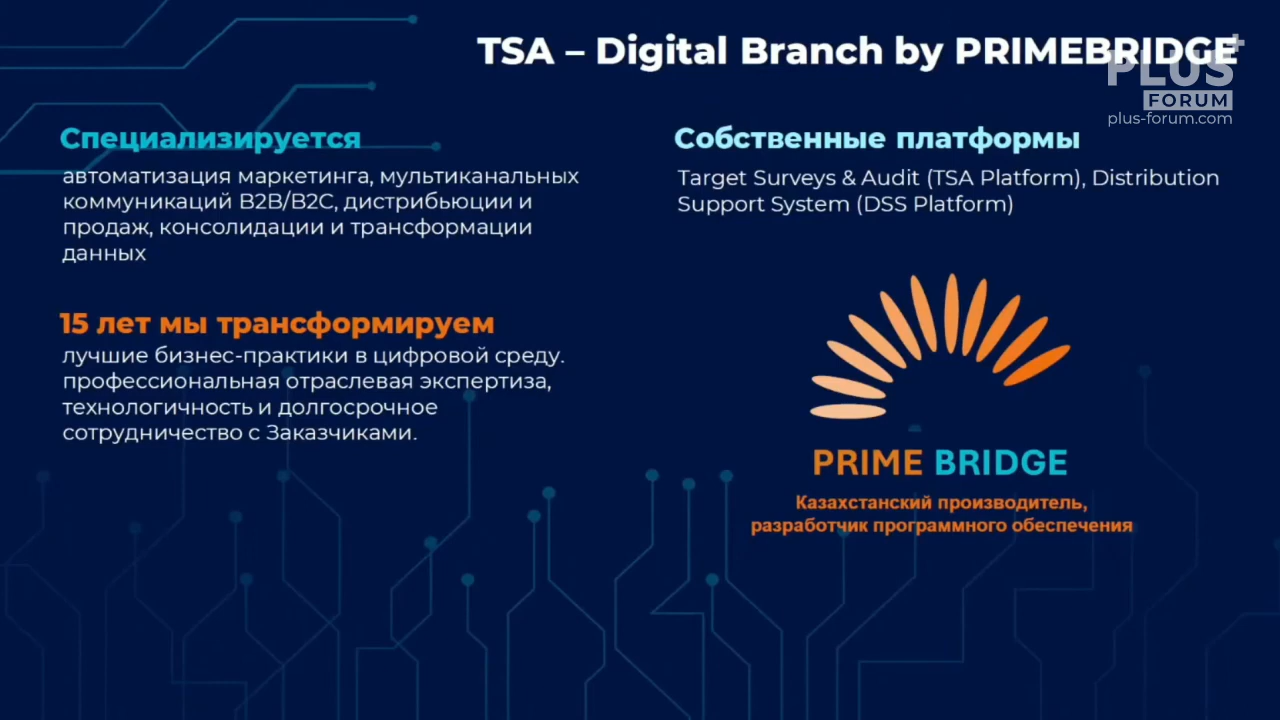 TSA – Digital Branch by PRIMEBRIDGE
PLUS+
FORUM
plus-forum.com
Специализируется
автоматизация маркетинга, мультиканальных
коммуникаций B2B/B2C, дистрибьюции и
продаж, консолидации и трансформации
данных
15 лет мы трансформируем
лучшие бизнес-практики в цифровой среду.
профессиональная отраслевая экспертиза,
технологичность и долгосрочное
сотрудничество с Заказчиками.
Собственные платформы
Target Surveys & Audit (TSA Platform), Distribution
Support System (DSS Platform)
PRIME BRIDGE
Казахстанский производитель,
разработчик программного обеспечения